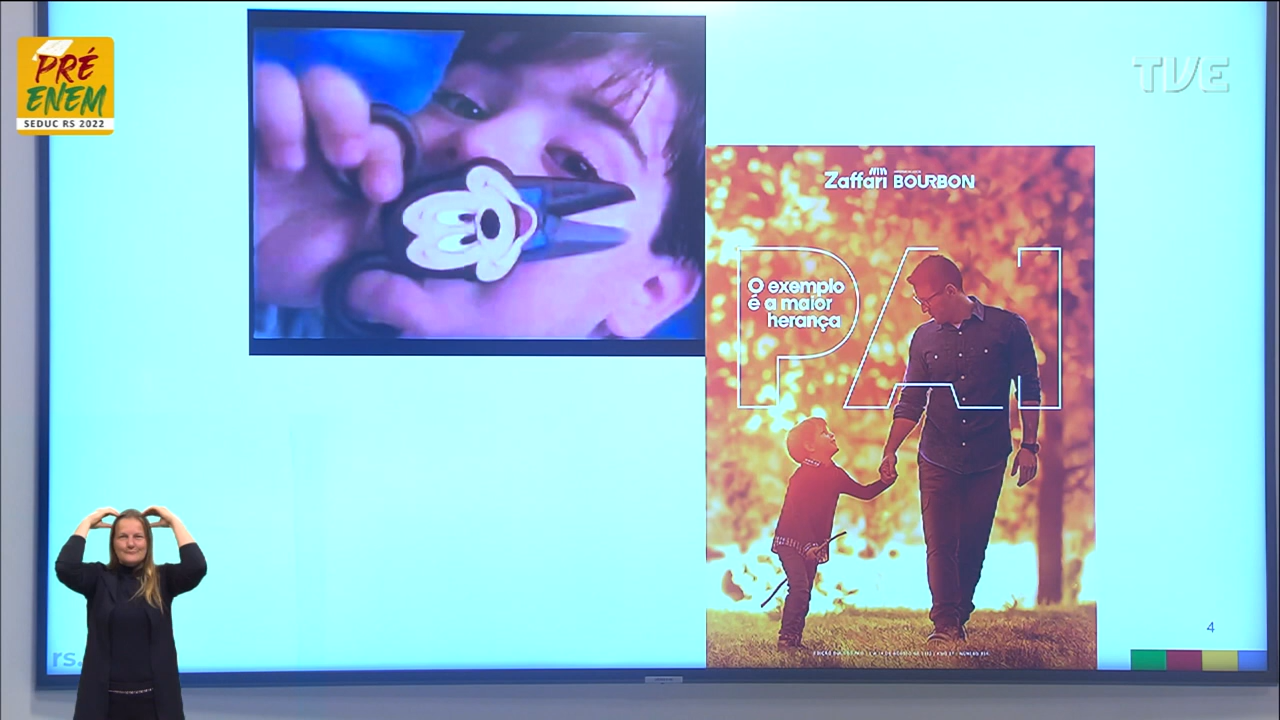 PRÉ
ENEM
SEDUC RS 2022
TVE
Zaffari BOURBON
PAI
O exemplo
é a maior
herança
4
rs.